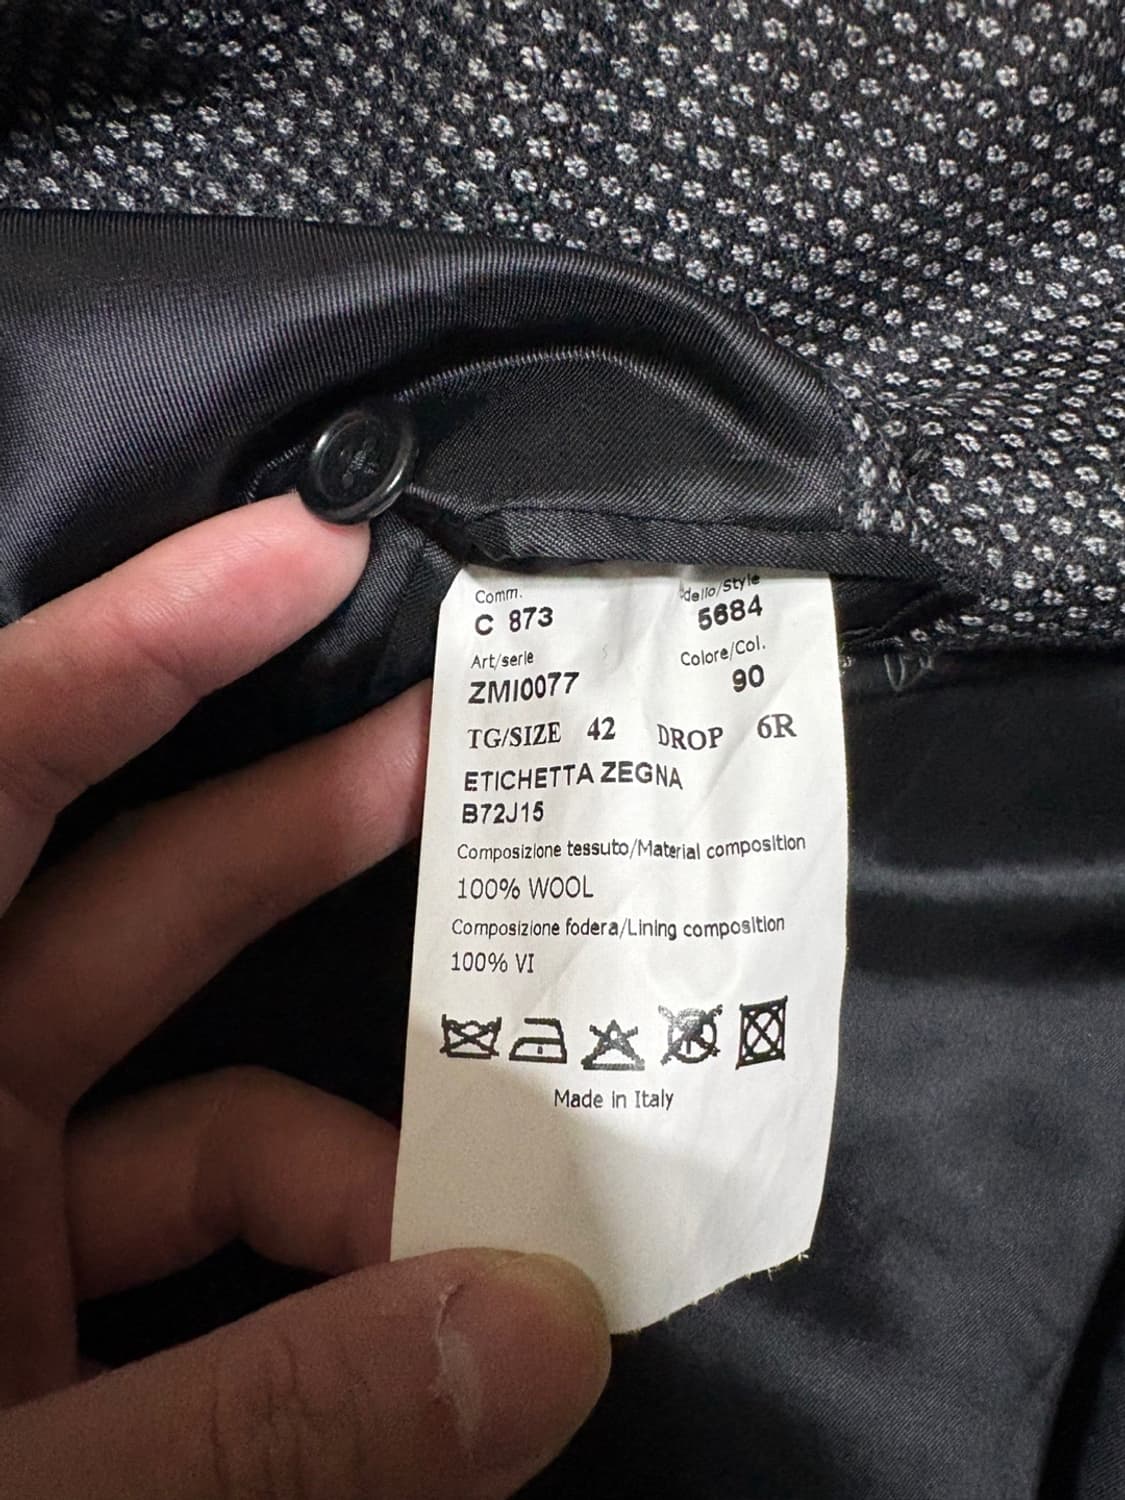 Comm.
dello/Style
C 873
5684
Art/serie
Colore/Col.
ZMI0077
90
TG/SIZE 42 DROP 6R
ETICHETTA ZEGNA
B72J15
Composizione tessuto/Material composition
100% WOOL
Composizione fodera/Lining composition
100% VI
Made in Italy